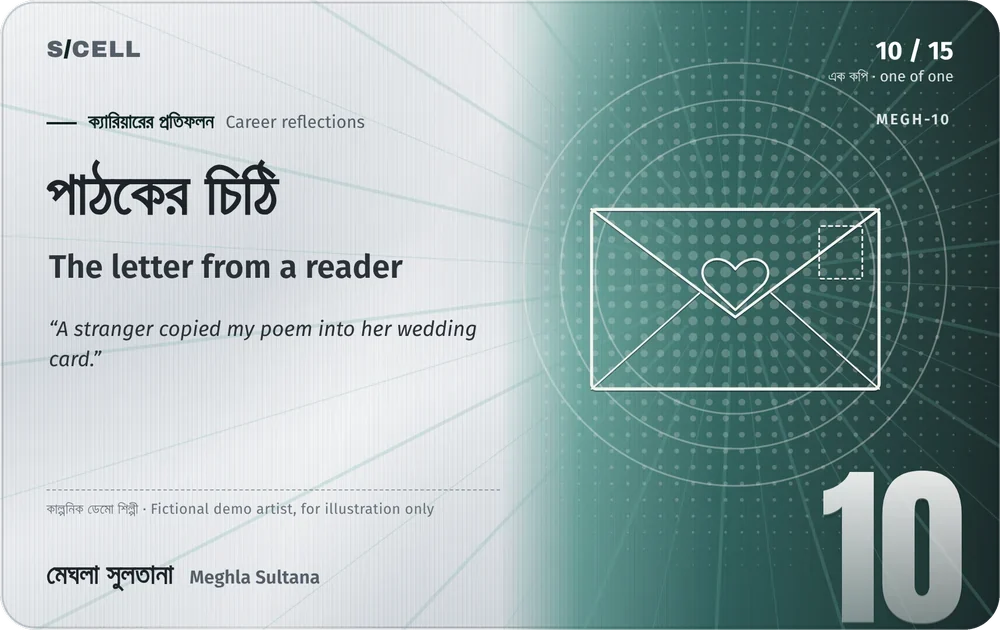 S/CELL
10 / 15
এক কপি · one of one
MEGH-10
ক্যারিয়ারের প্রতিফলন Career reflections
পাঠকের চিঠি
The letter from a reader
“A stranger copied my poem into her wedding
card.”
কাল্পনিক ডেমো শিল্পী · Fictional demo artist, for illustration only
মেঘলা সুলতানা Meghla Sultana
10